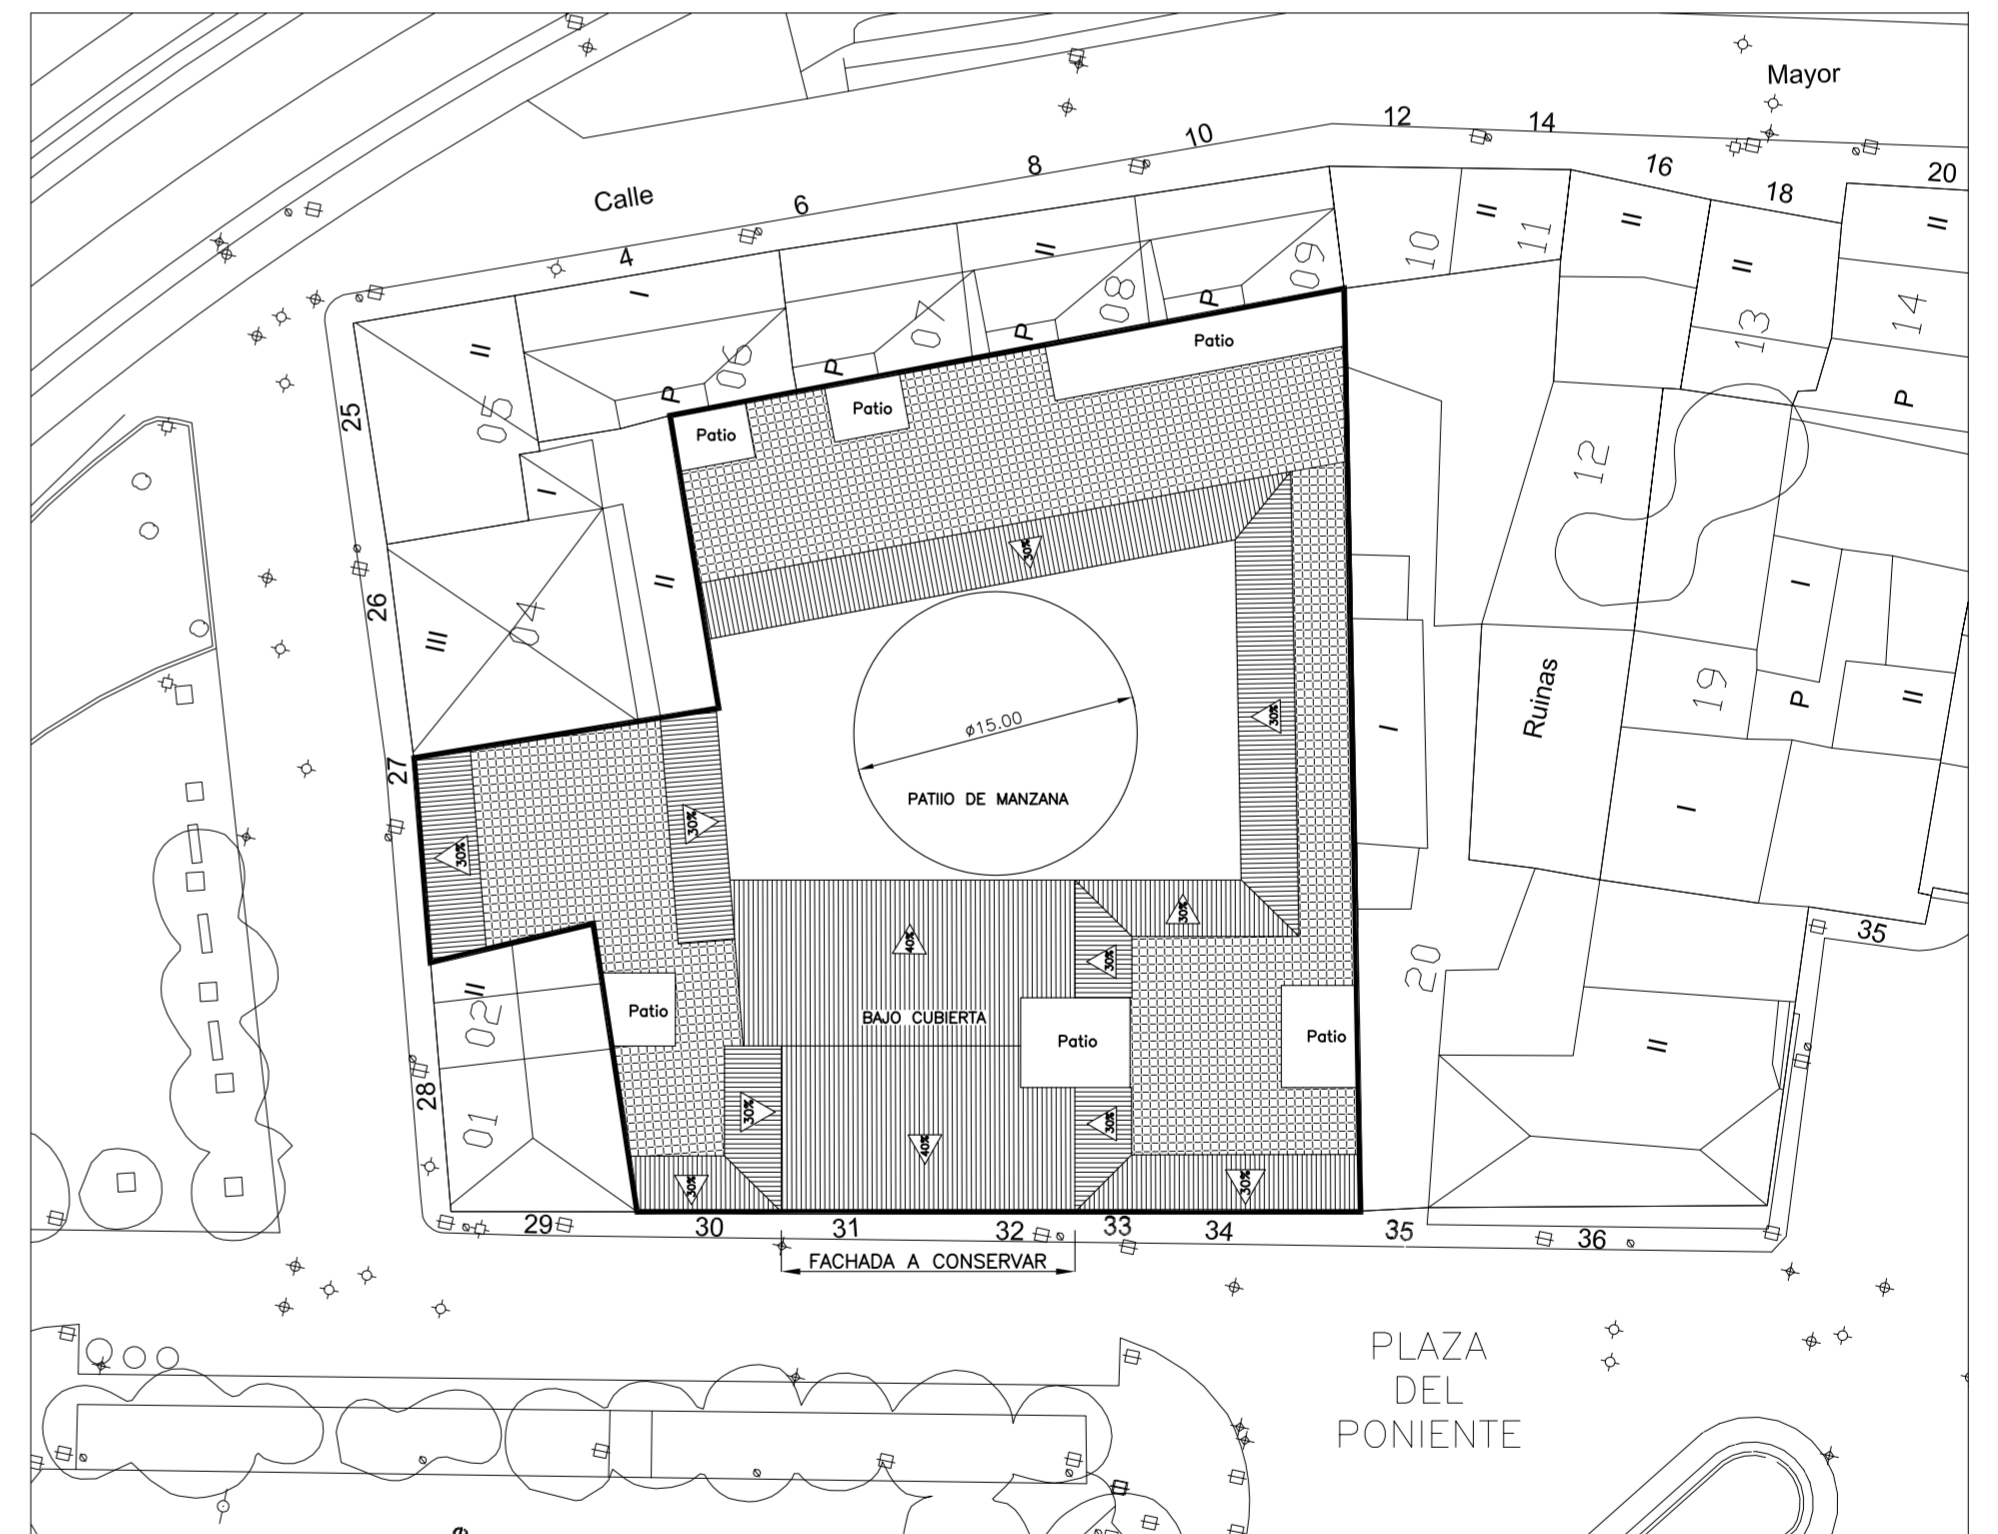 Mayor
12
14
10
16
8
20
Calle
18
6
4
I
II
II
II
II
II
II
09
10
11
08
13
14
07
06
05
P
P
P
P
Patio
Patio
Patio
P
25
I
12
30%
26
II
04
III
I
P
II
19
Ruinas
I
I
ø15.00
30%
27
PATIIO DE MANZANA
30%
30%
30%
40%
30%
35
20
II
02
Patio
BAJO CUBIERTA
Patio
Patio
II
28
01
30%
30%
40%
30%
30%
29
30
31
32
33
34
35
36
FACHADA A CONSERVAR
PLAZA
DEL
PONIENTE